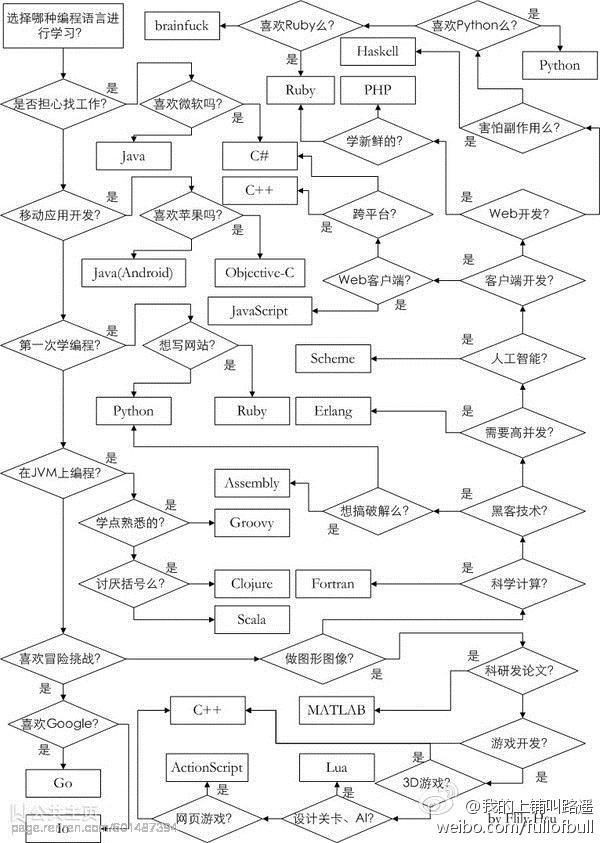 选择哪种编程语言进
行学习?
brainfuck
喜欢Ruby么?
喜欢Python么?
是
Haskell
Python
是否担心找工作?
是
喜欢微软吗?
是
Java
C#
Ruby
PHP
是
学新鲜的?
害怕副作用么?
是
是
移动应用开发?
是
喜欢苹果吗?
是
C++
跨平台?
Web开发?
是
是
Java(Android)
Objective-C
Web客户端?
是
客户端开发?
是
JavaScript
是
第一次学编程?
是
想写网站?
是
Scheme
人工智能?
是
Python
Ruby
Erlang
需要高并发?
是
在JVM上编程?
是
Assembly
想搞破解么?
是
黑客技术?
是
学点熟悉的?
是
Groovy
讨厌括号么?
是
Clojure
Fortran
科学计算?
是
Scala
喜欢冒险挑战?
做图形图像?
是
科研发论文?
是
是
喜欢Google?
C++
MATLAB
游戏开发?
是
Go
ActionScript
Lua
是
3D游戏?
是
是
是
网页游戏?
设计关卡、AI?
Io
by Flily Hsu
人人公共主页
page.renren.com/601487394
@我的上铺叫路遥
weibo.com/fullofbull